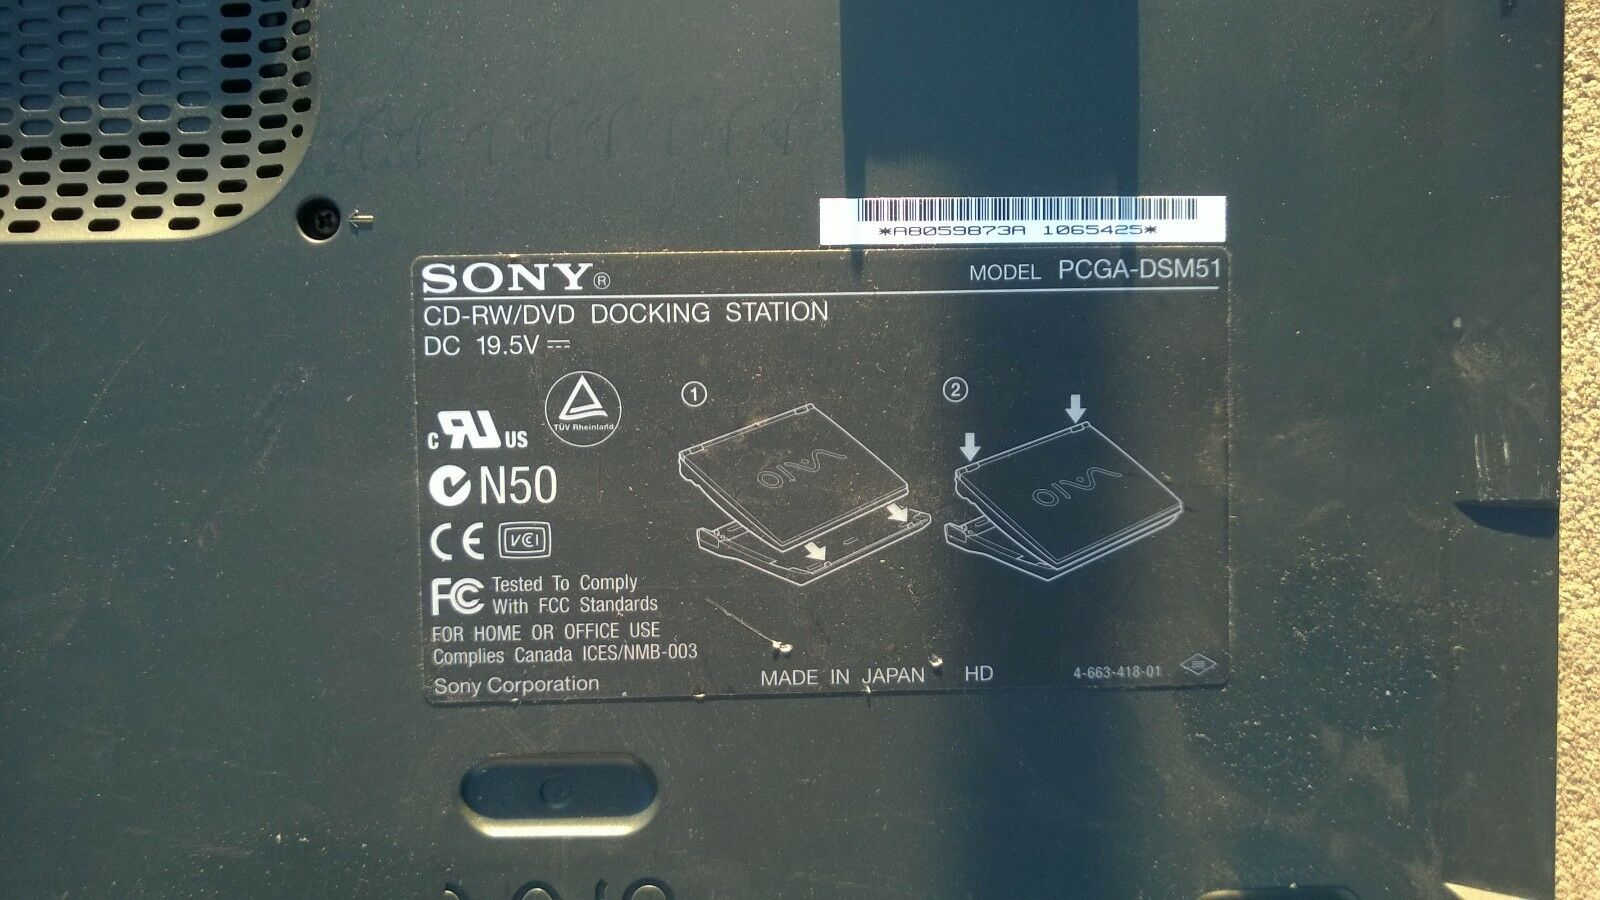 *A8059873A 1065425*
SONY®
MODEL PCGA-DSM51
CD-RW/DVD DOCKING STATION
DC 19.5V
TÜV Rheinland
c RU US
N50
CE VCI
FC Tested To Comply
With FCC Standards
FOR HOME OR OFFICE USE
Complies Canada ICES/NMB-003
Sony Corporation
1
VAIO
2
VAIO
MADE IN JAPAN HD 4-663-418-01